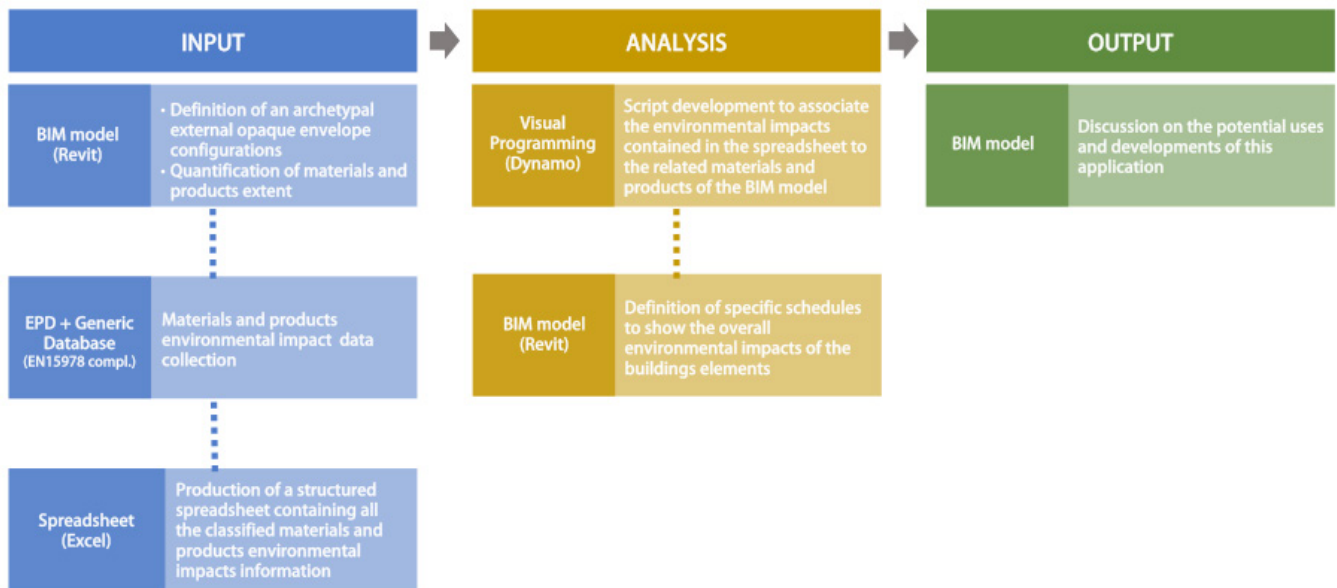 INPUT
BIM model
(Revit)
• Definition of an archetypal
external opaque envelope
configurations
• Quantification of materials and
products extent
EPD + Generic
Database
(EN15978 compl.)
Materials and products
environmental impact data
collection
Spreadsheet
(Excel)
Production of a structured
spreadsheet containing all
the classified materials and
products environmental
impacts information
ANALYSIS
Visual
Programming
(Dynamo)
Script development to associate
the environmental impacts
contained in the spreadsheet to
the related materials and
products of the BIM model
BIM model
(Revit)
Definition of specific schedules
to show the overall
environmental impacts of the
buildings elements
OUTPUT
BIM model
Discussion on the potential uses
and developments of this
application